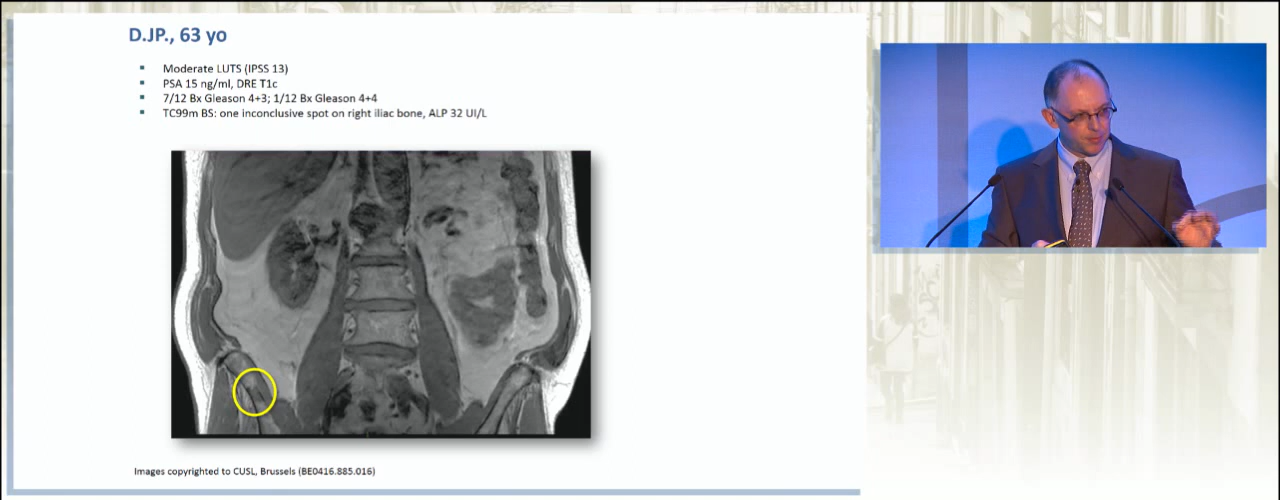 D.JP., 63 yo
Moderate LUTS (IPSS 13)
PSA 15 ng/ml, DRE T1c
7/12 Bx Gleason 4+3; 1/12 Bx Gleason 4+4
TC99m BS: one inconclusive spot on right iliac bone, ALP 32 UI/L
Images copyrighted to CUSL, Brussels (BE0416.885.016)